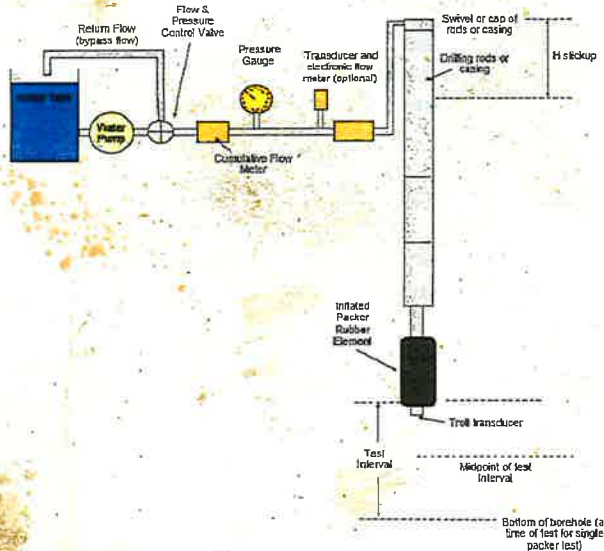 Return Flow
(bypass flow)
Flow &
Pressure
Control Valve
Pressure
Gauge
Transducer and
electronic flow
meter (optional)
Swivel or cap of
rods or casing
Drilling rods or
casing
H stickup
Water Tank
Water
Pump
Cumulative Flow
Meter
Inflated
Packer
Rubber
Element
Troll transducer
Test
Interval
Midpoint of test
Interval
Bottom of borehole (a
time of test for single
packer test)